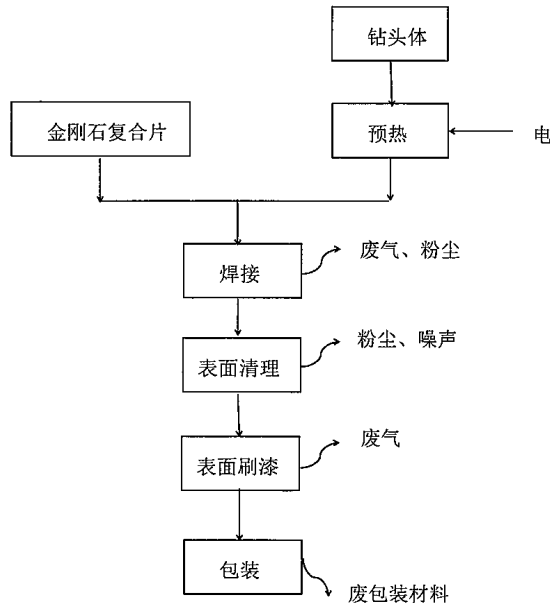 钻头体
金刚石复合片
预热
电
焊接
废气、粉尘
表面清理
粉尘、噪声
表面刷漆
废气
包装
废包装材料